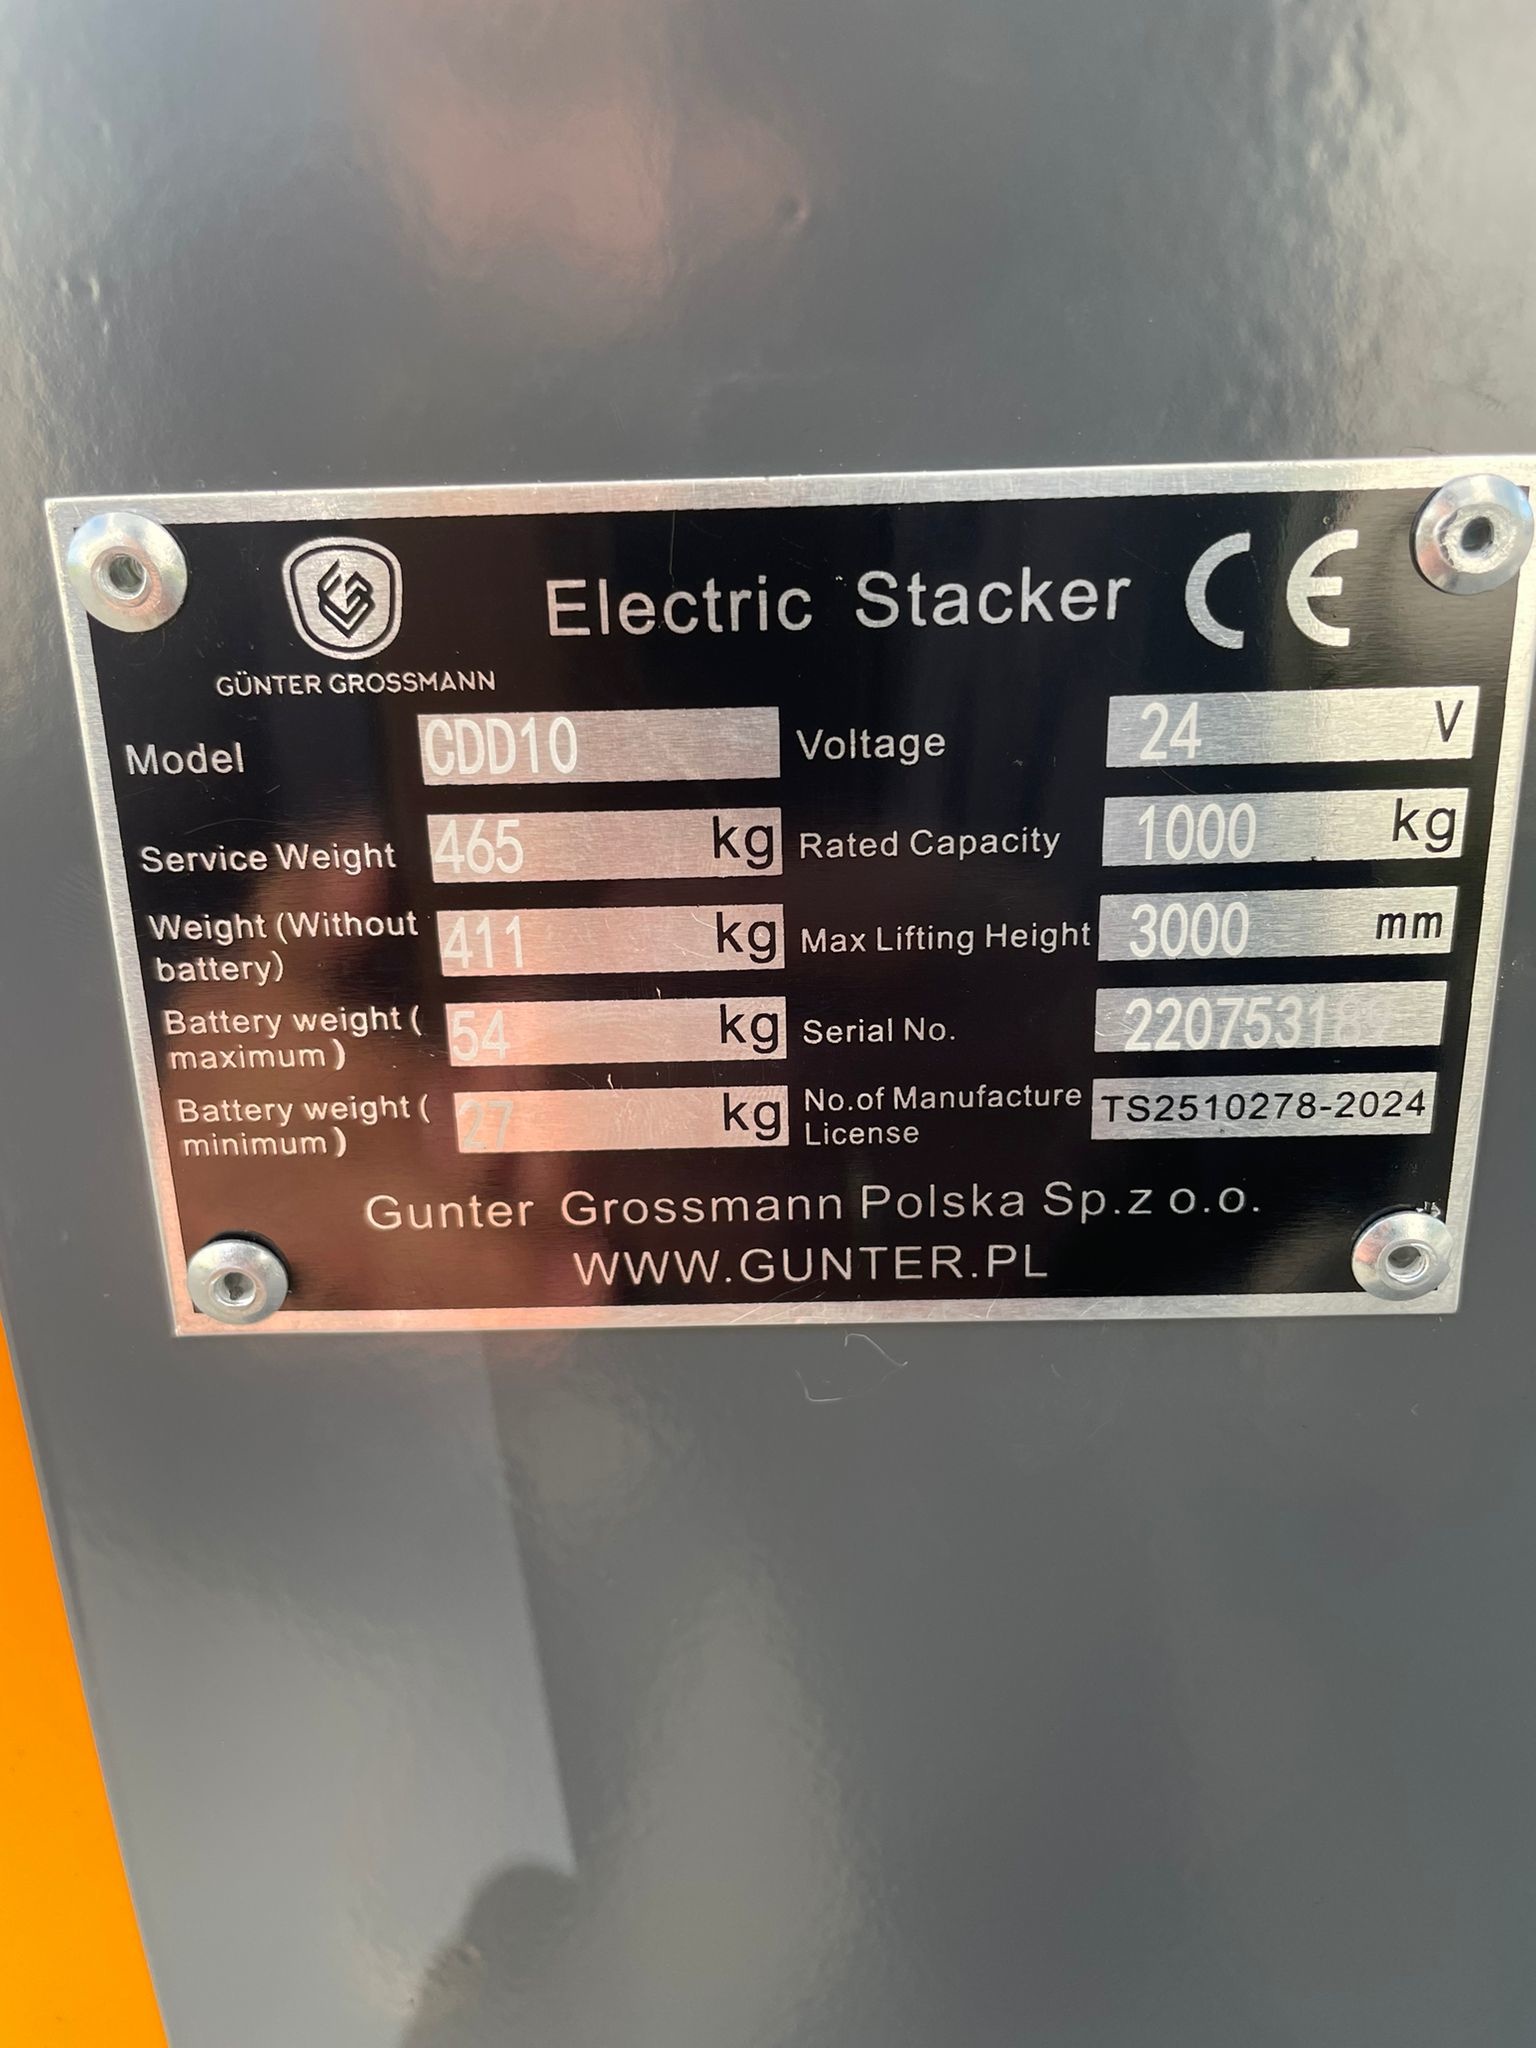 GÜNTER GROSSMANN
Electric Stacker CE
Model CDD10 Voltage 24 V
Service Weight 465 kg Rated Capacity 1000 kg
Weight (Without battery) 411 kg Max Lifting Height 3000 mm
Battery weight ( maximum ) 54 kg Serial No.
Battery weight ( minimum ) 27 kg No.of Manufacture License TS2510278-2024
Gunter Grossmann Polska Sp.z o.o.
WWW.GUNTER.PL